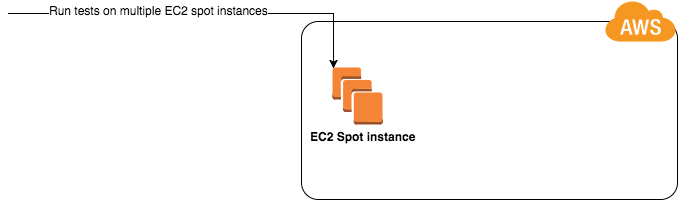 Run tests on multiple EC2 spot instances
AWS
EC2 Spot instance